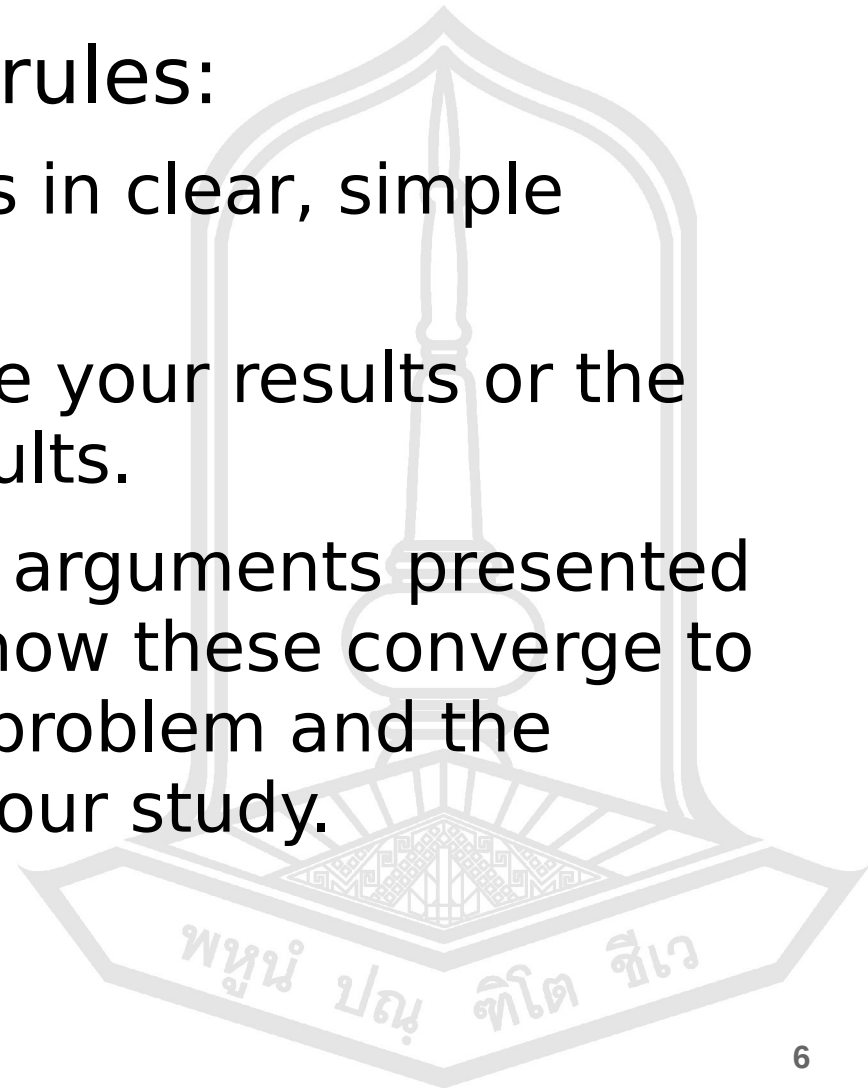 rules:
s in clear, simple
e your results or the
ults.
arguments presented
now these converge to
problem and the
our study.
พหูนํ ปณฺฑิโต ชีเว
6